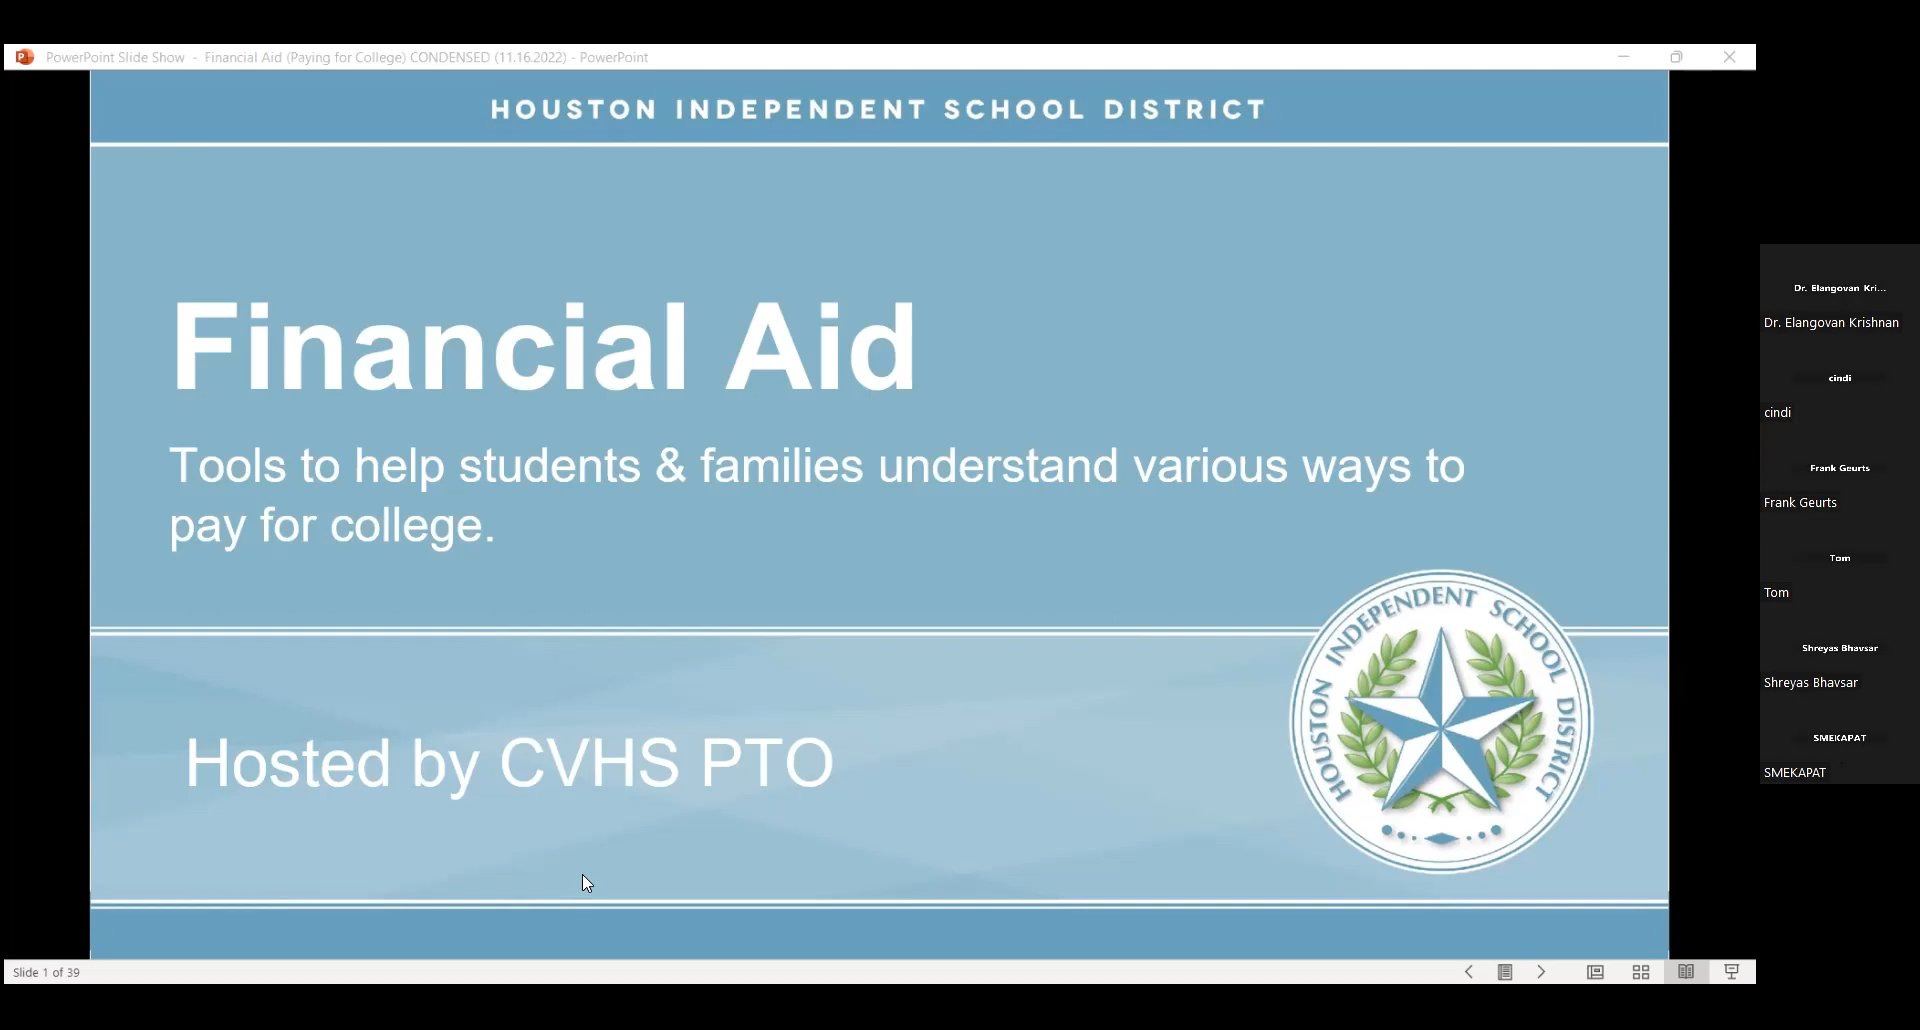 PowerPoint Slide Show - Financial Aid (Paying for College) CONDENSED (11.16.2022) - PowerPoint
HOUSTON INDEPENDENT SCHOOL DISTRICT
Financial Aid
Tools to help students & families understand various ways to
pay for college.
HOUSTON INDEPENDENT SCHOOL DISTRICT
Hosted by CVHS PTO
Slide 1 of 39
Dr. Elangovan Kri...
Dr. Elangovan Krishnan
cindi
cindi
Frank Geurts
Frank Geurts
Tom
Tom
Shreyas Bhavsar
Shreyas Bhavsar
SMEKAPAT
SMEKAPAT